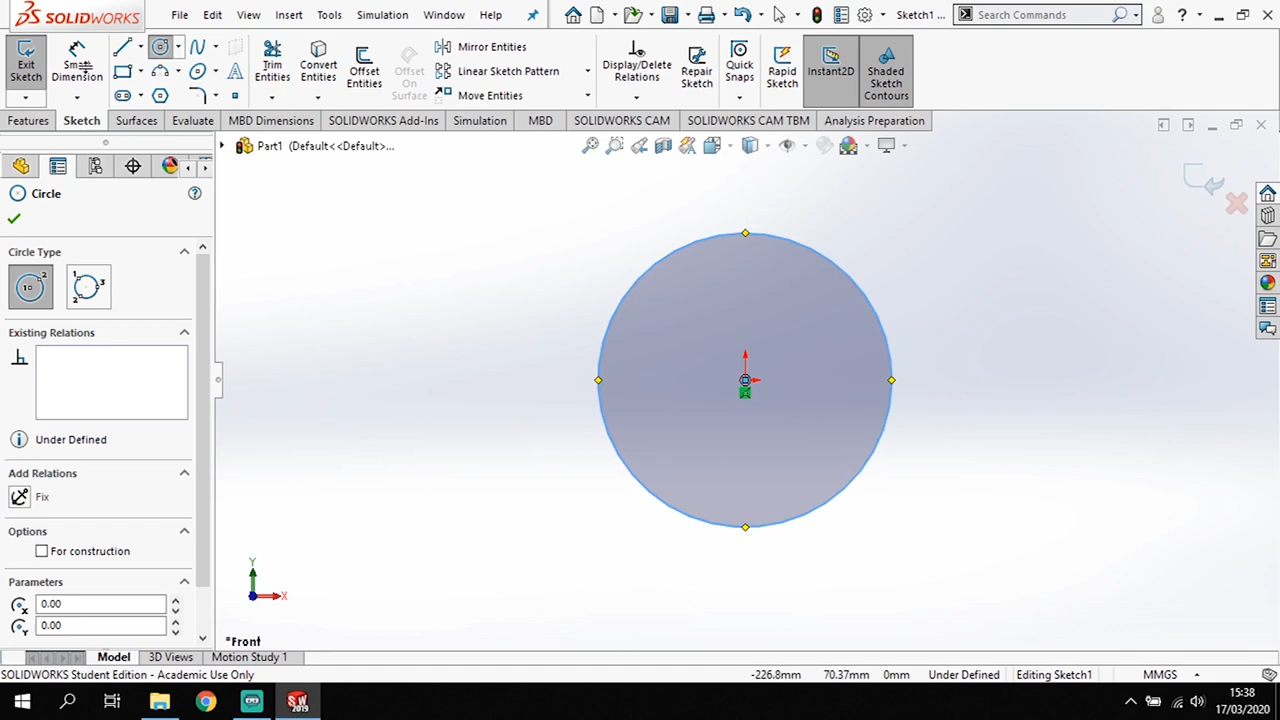 SOLIDWORKS File Edit View Insert Tools Simulation Window Help Sketch1 ... Search Commands ?
Exit Sketch
Smart Dimension
Trim Entities
Convert Entities
Offset Entities
Offset On Surface
Mirror Entities
Linear Sketch Pattern
Move Entities
Display/Delete Relations
Repair Sketch
Quick Snaps
Rapid Sketch
Instant2D
Shaded Sketch Contours
Features Sketch Surfaces Evaluate MBD Dimensions SOLIDWORKS Add-Ins Simulation MBD SOLIDWORKS CAM SOLIDWORKS CAM TBM Analysis Preparation
Part1 (Default<<Default>...
Circle ?
Circle Type
Existing Relations
Under Defined
Add Relations
Fix
Options
For construction
Parameters
0.00
0.00
Y
X
*Front
Model 3D Views Motion Study 1
SOLIDWORKS Student Edition - Academic Use Only -226.8mm 70.37mm 0mm Under Defined Editing Sketch1 MMGS
15:38
17/03/2020